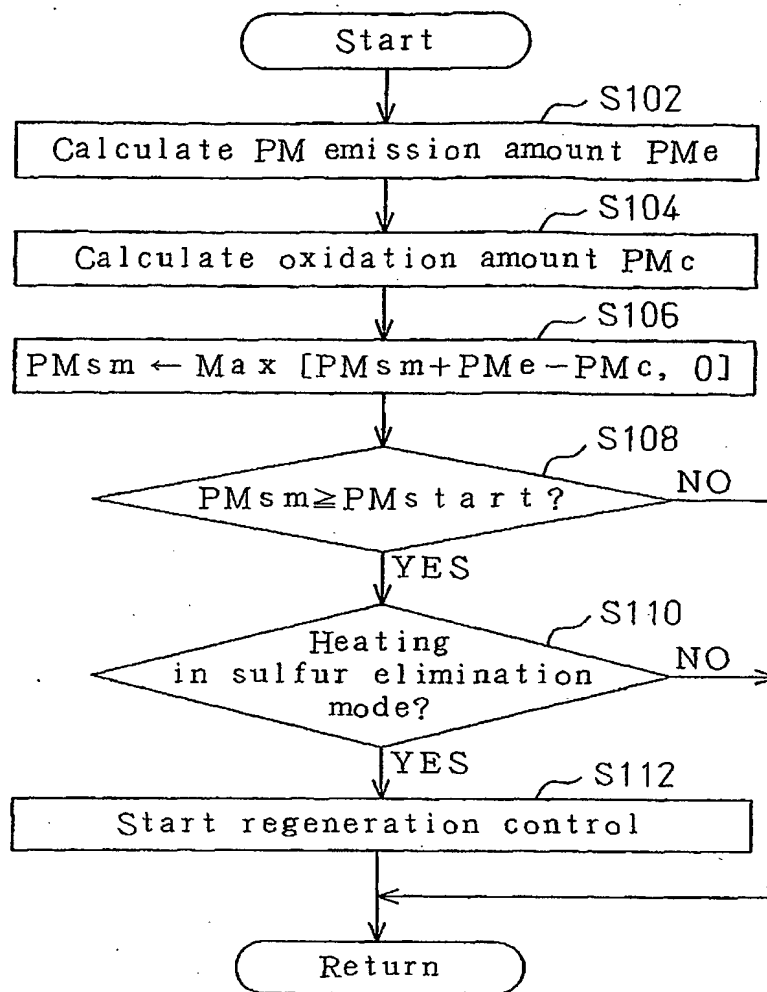 Start
S102
Calculate PM emission amount PMe
S104
Calculate oxidation amount PMc
S106
PMsm ← Max [PMsm+PMe−PMc, 0]
S108
PMsm≧PMstart?
NO
YES
S110
Heating
in sulfur elimination
mode?
NO
YES
S112
Start regeneration control
Return